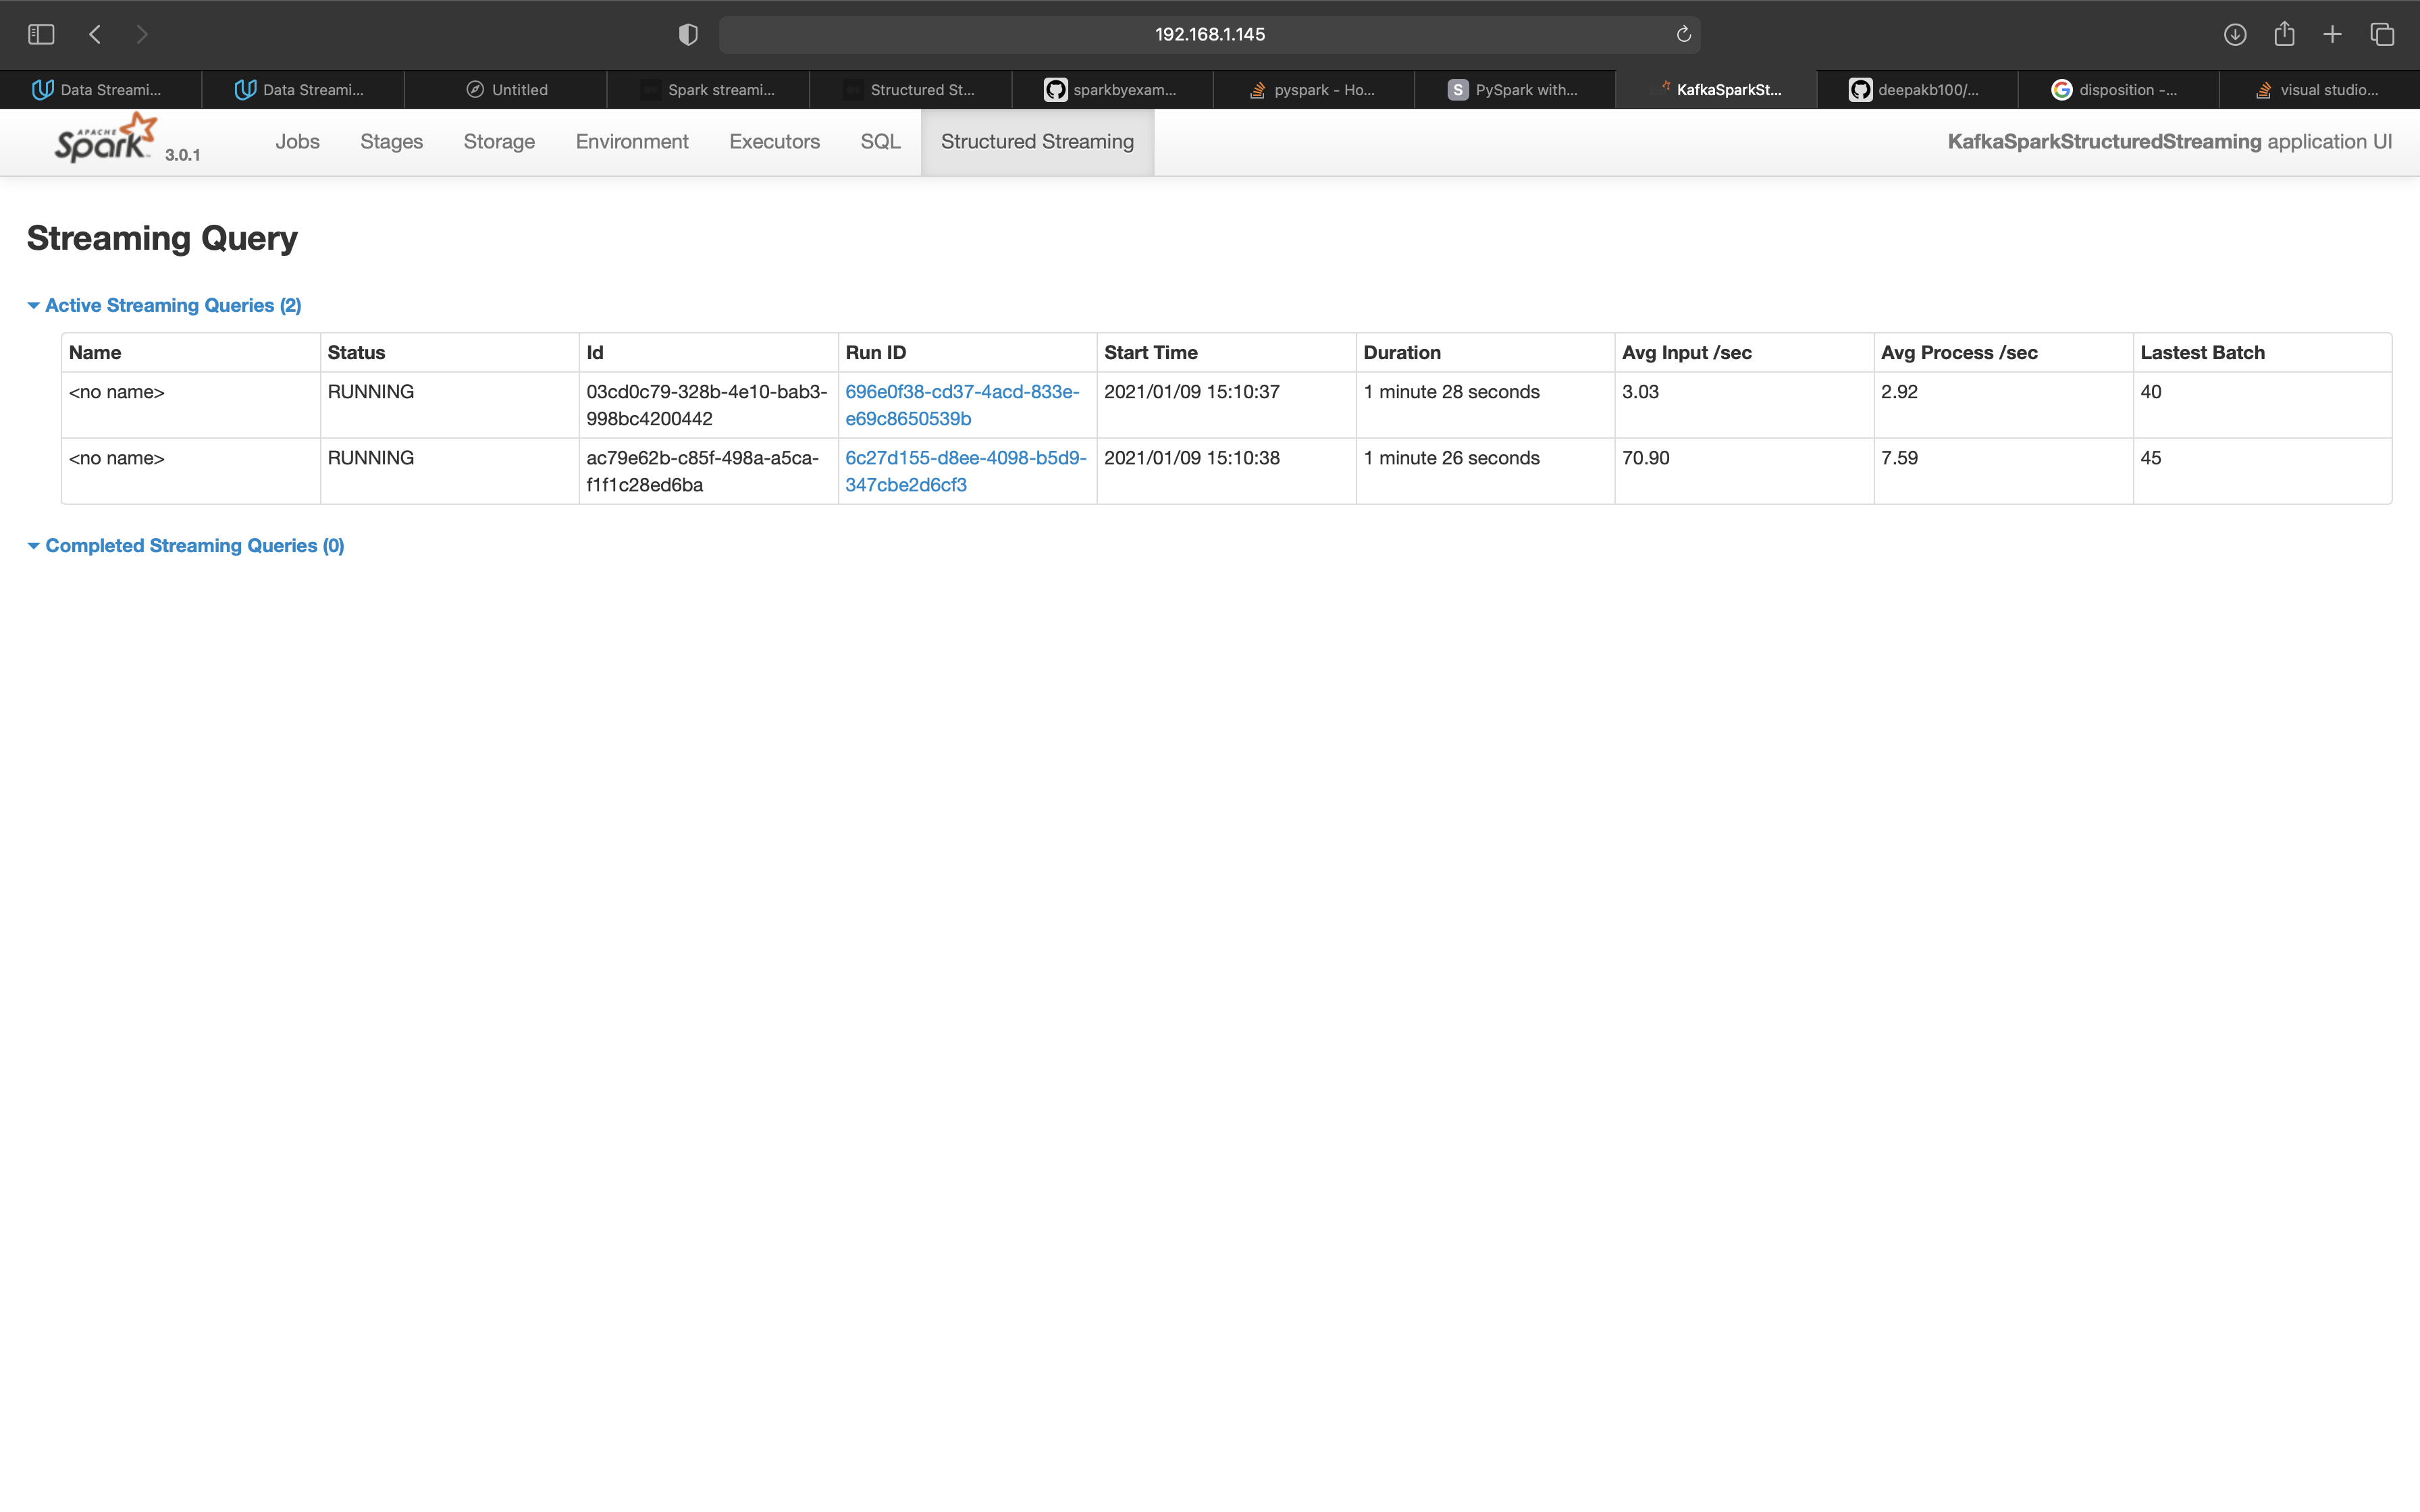 192.168.1.145
Data Streami...
Data Streami...
Untitled
Spark streami...
Structured St...
sparkbyexam...
pyspark - Ho...
S PySpark with...
KafkaSparkSt...
deepakb100/...
disposition -...
visual studio...
APACHE Spark 3.0.1
Jobs
Stages
Storage
Environment
Executors
SQL
Structured Streaming
KafkaSparkStructuredStreaming application UI
Streaming Query
Active Streaming Queries (2)
Name Status Id Run ID Start Time Duration Avg Input /sec Avg Process /sec Lastest Batch
<no name> RUNNING 03cd0c79-328b-4e10-bab3- 696e0f38-cd37-4acd-833e- 2021/01/09 15:10:37 1 minute 28 seconds 3.03 2.92 40
998bc4200442 e69c8650539b
<no name> RUNNING ac79e62b-c85f-498a-a5ca- 6c27d155-d8ee-4098-b5d9- 2021/01/09 15:10:38 1 minute 26 seconds 70.90 7.59 45
f1f1c28ed6ba 347cbe2d6cf3
Completed Streaming Queries (0)